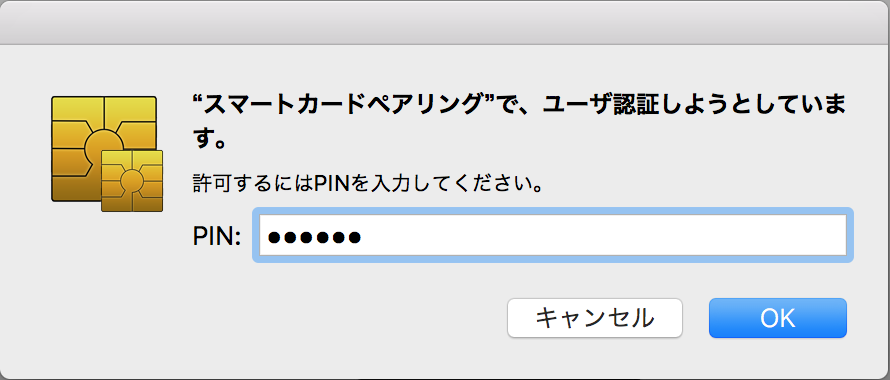 “スマートカードペアリング”で、ユーザ認証しようとしていま
す。
許可するにはPINを入力してください。
PIN: ●●●●●●
キャンセル OK